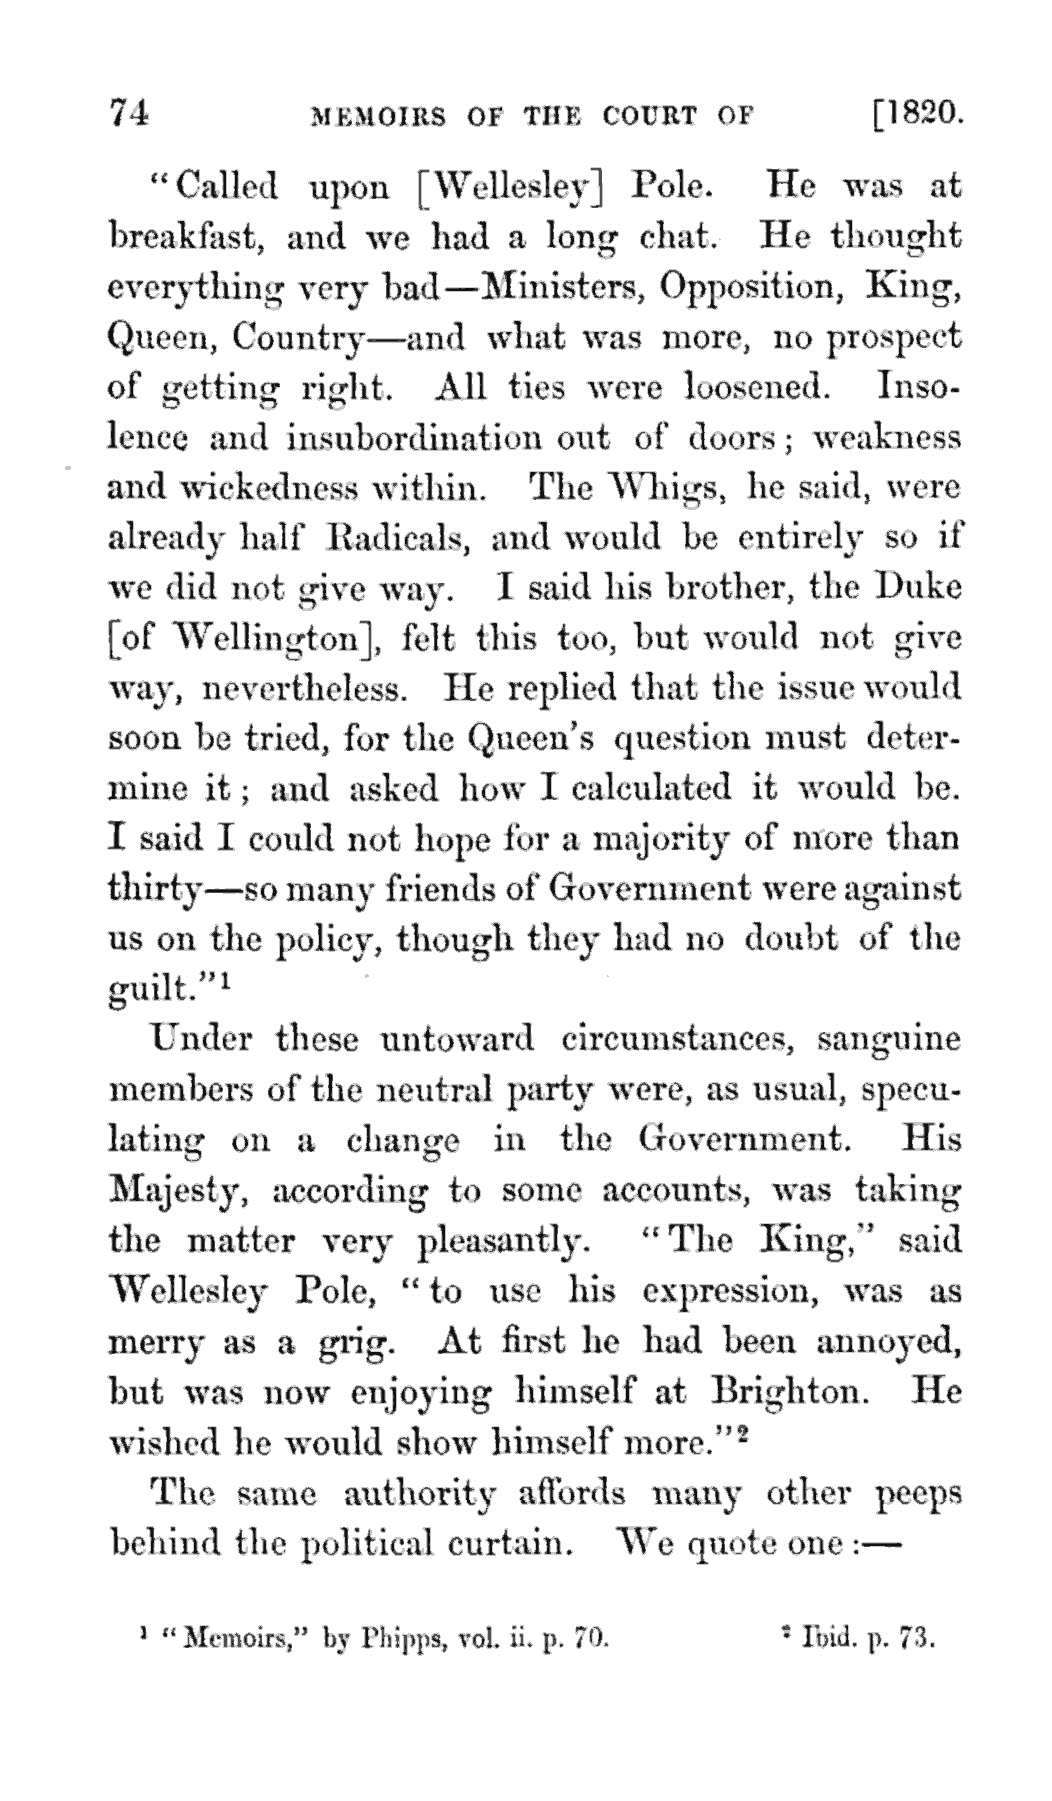 74 MEMOIRS OF THE COURT OF [1820.
"Called upon [Wellesley] Pole. He was at
breakfast, and we had a long chat. He thought
everything very bad—Ministers, Opposition, King,
Queen, Country—and what was more, no prospect
of getting right. All ties were loosened. Inso-
lence and insubordination out of doors; weakness
and wickedness within. The Whigs, he said, were
already half Radicals, and would be entirely so if
we did not give way. I said his brother, the Duke
[of Wellington], felt this too, but would not give
way, nevertheless. He replied that the issue would
soon be tried, for the Queen's question must deter-
mine it; and asked how I calculated it would be.
I said I could not hope for a majority of more than
thirty—so many friends of Government were against
us on the policy, though they had no doubt of the
guilt."¹
Under these untoward circumstances, sanguine
members of the neutral party were, as usual, specu-
lating on a change in the Government. His
Majesty, according to some accounts, was taking
the matter very pleasantly. "The King," said
Wellesley Pole, "to use his expression, was as
merry as a grig. At first he had been annoyed,
but was now enjoying himself at Brighton. He
wished he would show himself more."²
The same authority affords many other peeps
behind the political curtain. We quote one:—
¹ "Memoirs," by Phipps, vol. ii. p. 70. ² Ibid. p. 73.